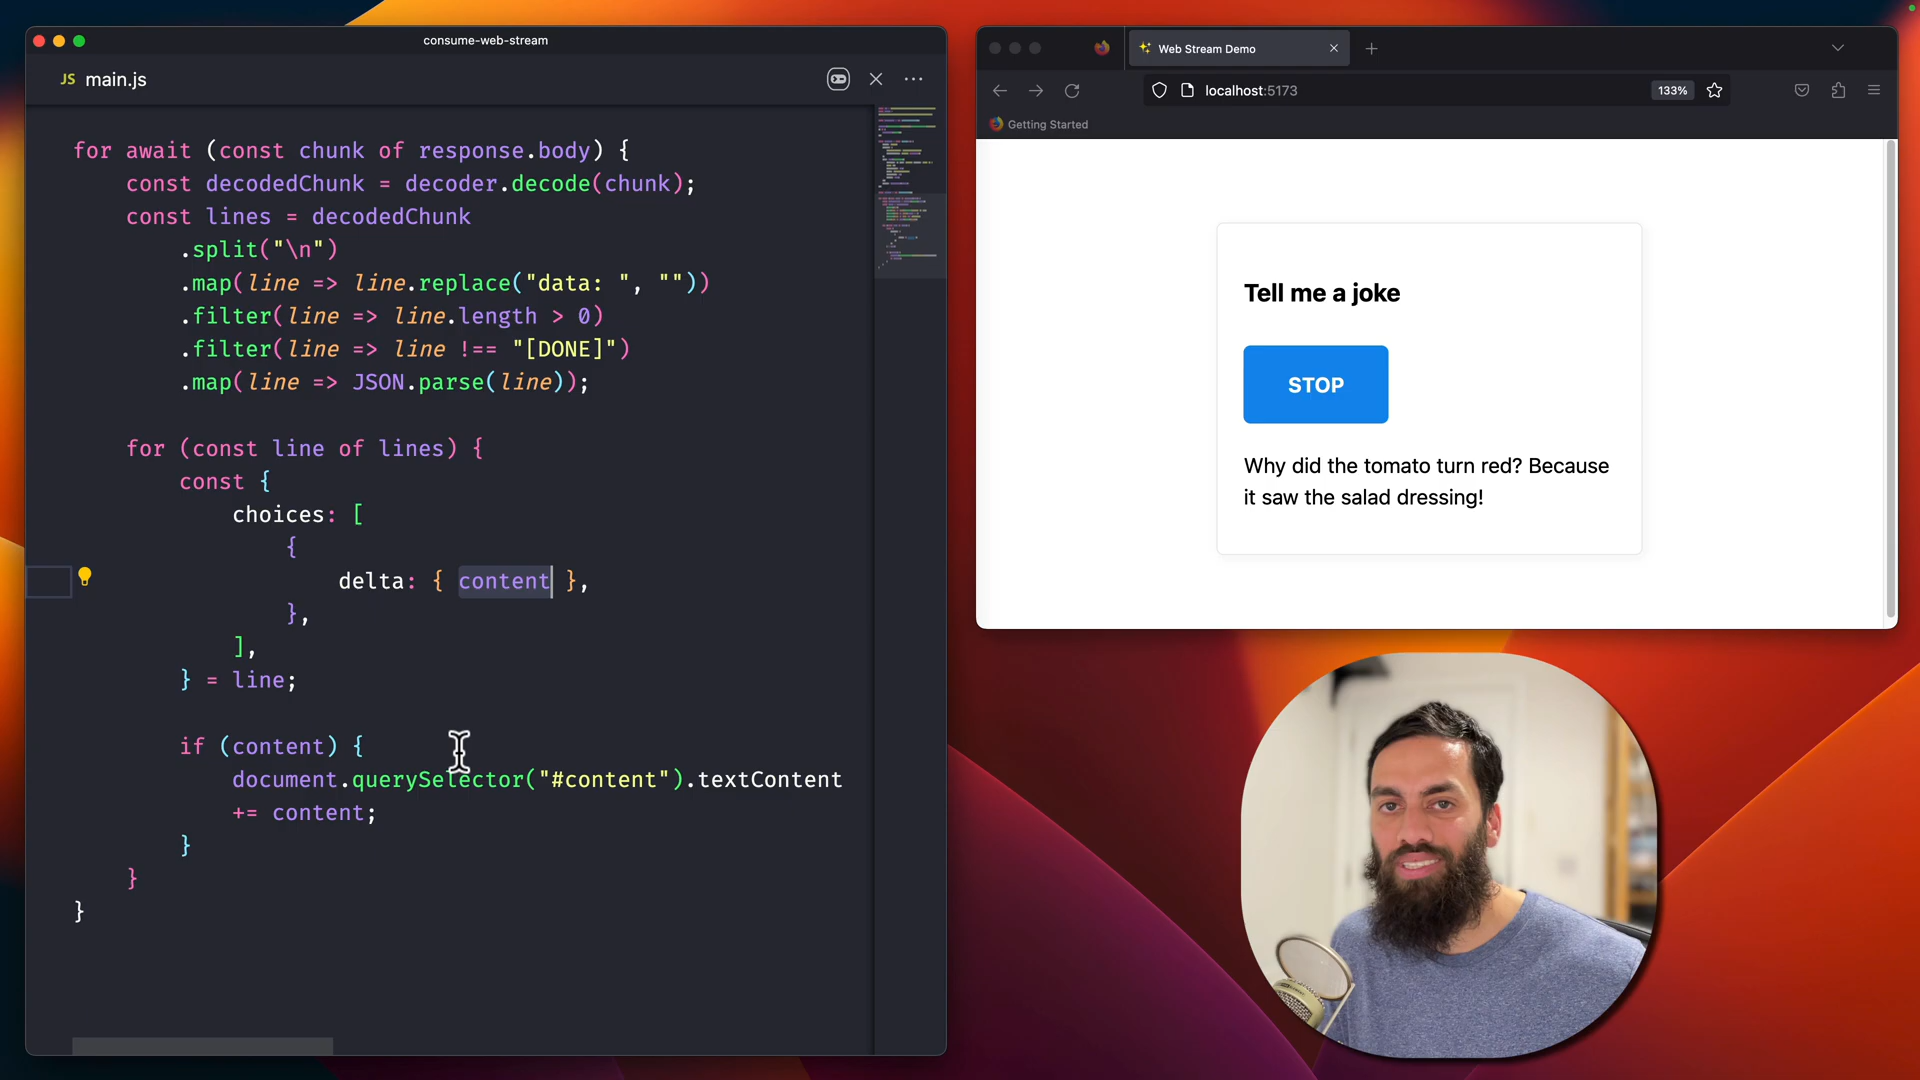 consume-web-stream
JS main.js
for await (const chunk of response.body) {
const decodedChunk = decoder.decode(chunk);
const lines = decodedChunk
.split("\n")
.map(line => line.replace("data: ", ""))
.filter(line => line.length > 0)
.filter(line => line !== "[DONE]")
.map(line => JSON.parse(line));
for (const line of lines) {
const {
choices: [
{
delta: { content },
},
],
} = line;
if (content) {
document.querySelector("#content").textContent
+= content;
}
}
}
Web Stream Demo
localhost:5173
133%
Getting Started
Tell me a joke
STOP
Why did the tomato turn red? Because
it saw the salad dressing!